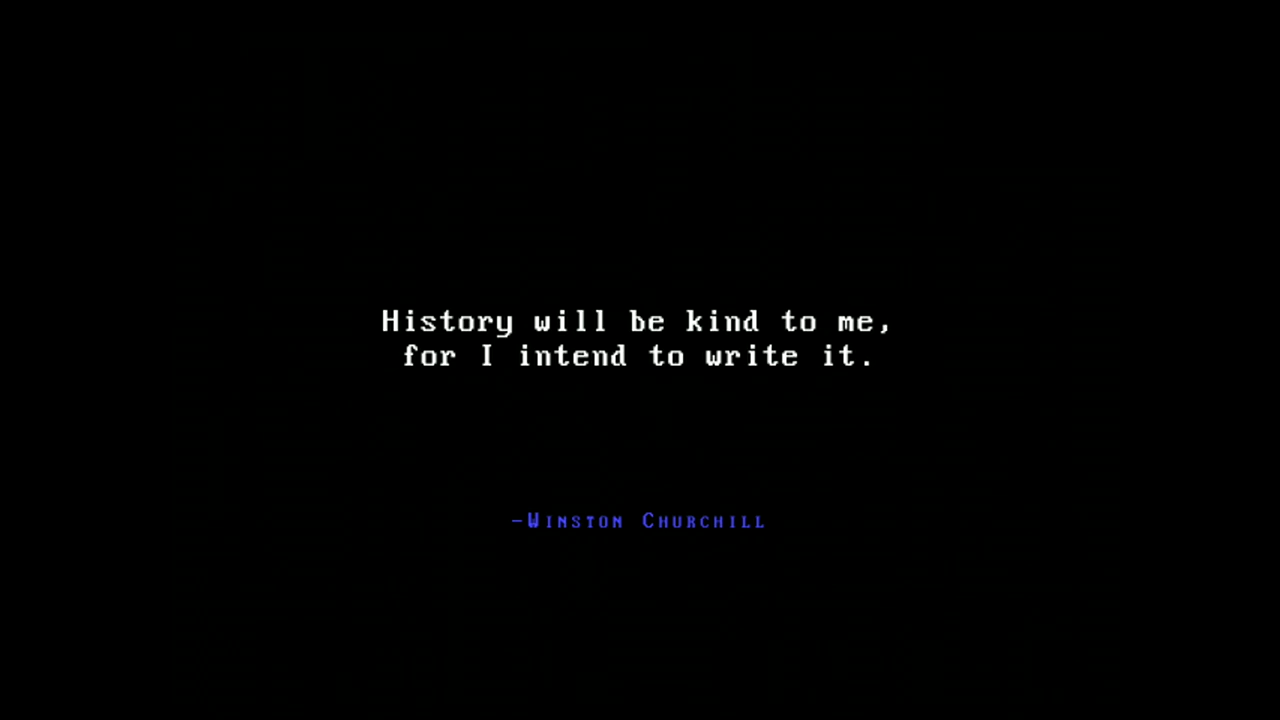 History will be kind to me,
for I intend to write it.
-Winston Churchill